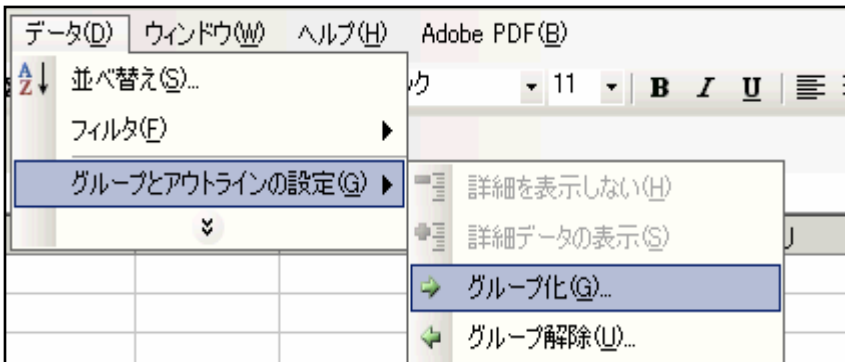 データ(D) ウィンドウ(W) ヘルプ(H) Adobe PDF(B)
並べ替え(S)...
ック 11 B I U
フィルタ(F)
グループとアウトラインの設定(G)
詳細を表示しない(H)
詳細データの表示(S)
グループ化(G)...
グループ解除(U)...